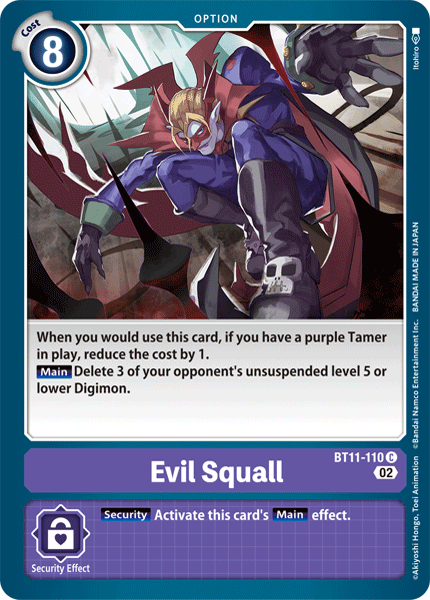 Cost
8
OPTION
Itohiro
When you would use this card, if you have a purple Tamer
in play, reduce the cost by 1.
Main Delete 3 of your opponent's unsuspended level 5 or
lower Digimon.
BT11-110 C
Evil Squall
02
Security Activate this card's Main effect.
Security Effect
©Akiyoshi Hongo, Toei Animation ©Bandai Namco Entertainment Inc. BANDAI MADE IN JAPAN